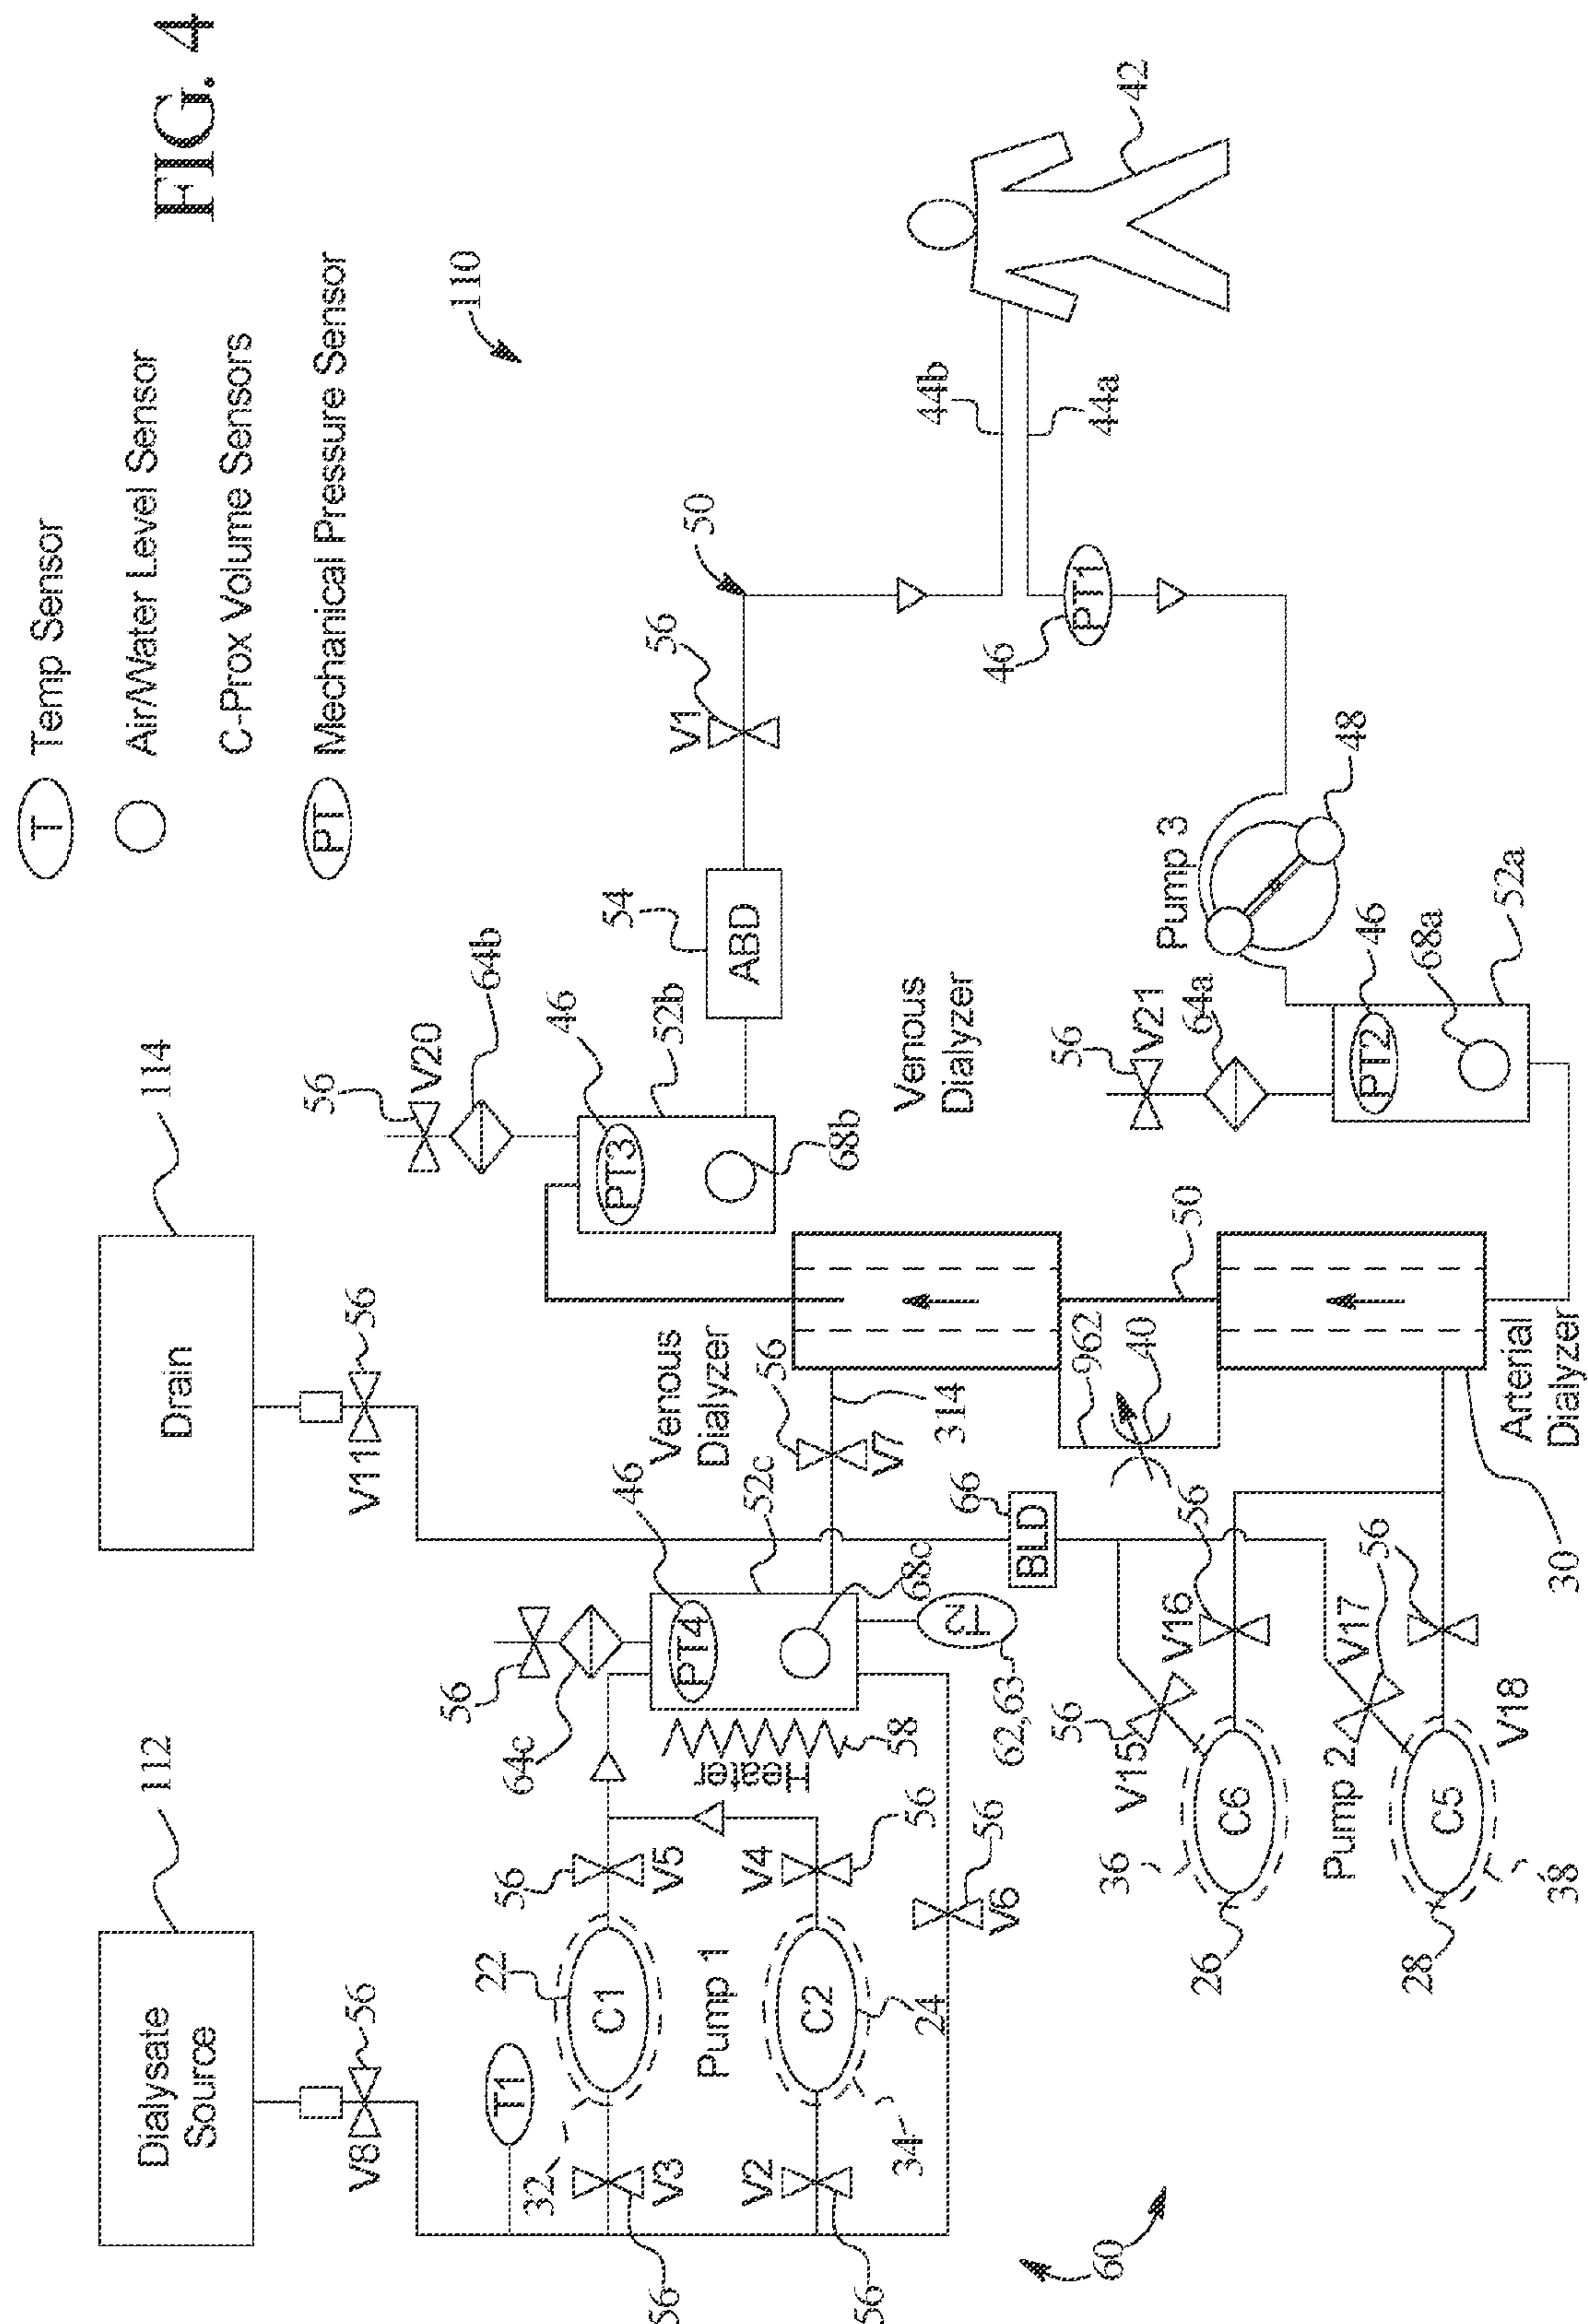 FIG. 4
T Temp Sensor
Air/Water Level Sensor
C-Prox Volume Sensors
PT Mechanical Pressure Sensor
110
Dialysate
Source
112
Drain
114
V8
56
V11
56
T1
32
22
C1
56
V3
56
V5
Pump 1
V2
56
34
C2
24
V4
56
V6
56
64c
56
46
PT4
52c
68c
Heater
58
T2
62,63
Venous
Dialyzer
56
V7
314
66
BLD
962
40
56
V20
64b
46
PT3
52b
68b
54
ABD
V1
56
50
44b
44a
42
46
PT1
Pump 3
48
Venous
Dialyzer
56
V21
64a
46
PT2
68a
52a
50
Arterial
Dialyzer
30
56
V16
56
V15
36
C6
26
Pump 2
V17
56
C5
V18
28
38
60